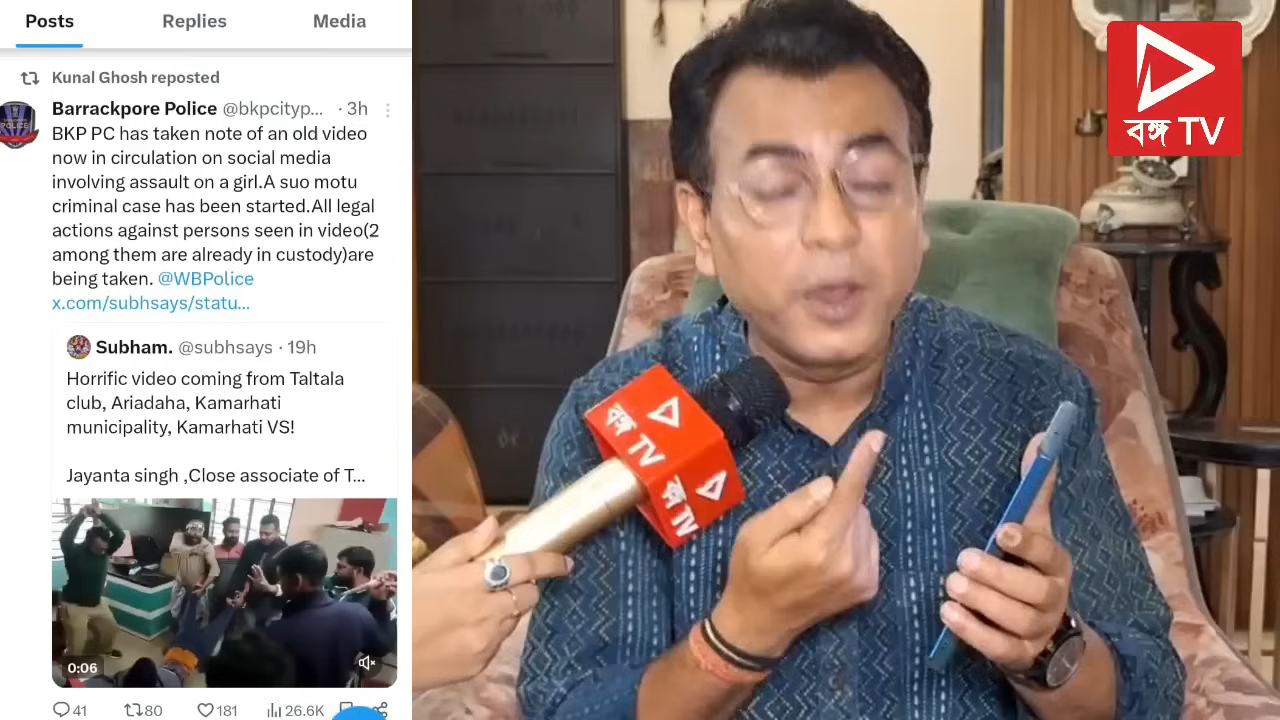 Posts Replies Media
Kunal Ghosh reposted
Barrackpore Police @bkpcityp... · 3h
BKP PC has taken note of an old video
now in circulation on social media
involving assault on a girl.A suo motu
criminal case has been started.All legal
actions against persons seen in video(2
among them are already in custody)are
being taken. @WBPolice
x.com/subhsays/statu...
Subham. @subhsays · 19h
Horrific video coming from Taltala
club, Ariadaha, Kamarhati
municipality, Kamarhati VS!
Jayanta singh ,Close associate of T...
0:06
41 80 181 26.6K
বঙ্গ TV
বঙ্গ TV
বঙ্গ TV